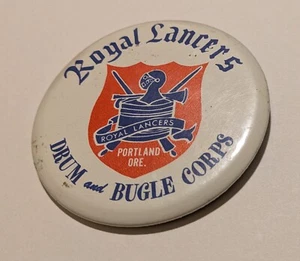 Royal Lancers
ROYAL LANCERS
PORTLAND
ORE.
DRUM and BUGLE CORPS